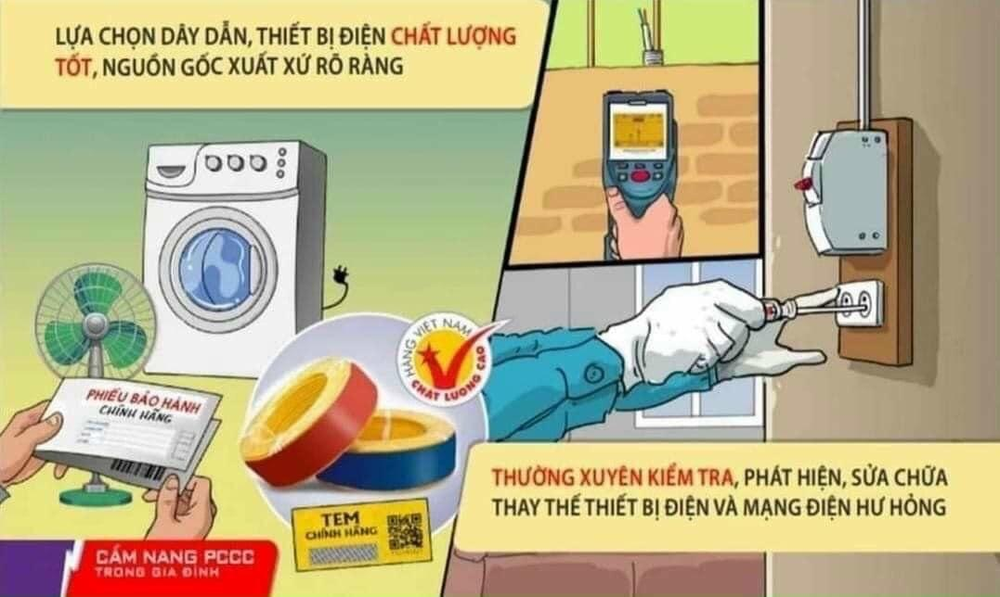 LỰA CHỌN DÂY DẪN, THIẾT BỊ ĐIỆN CHẤT LƯỢNG
TỐT, NGUỒN GỐC XUẤT XỨ RÕ RÀNG
PHIẾU BẢO HÀNH
CHÍNH HÃNG
HÀNG VIỆT NAM
CHẤT LƯỢNG CAO
TEM
CHÍNH HÃNG
THƯỜNG XUYÊN KIỂM TRA, PHÁT HIỆN, SỬA CHỮA
THAY THẾ THIẾT BỊ ĐIỆN VÀ MẠNG ĐIỆN HƯ HỎNG
CẨM NANG PCCC
TRONG GIA ĐÌNH